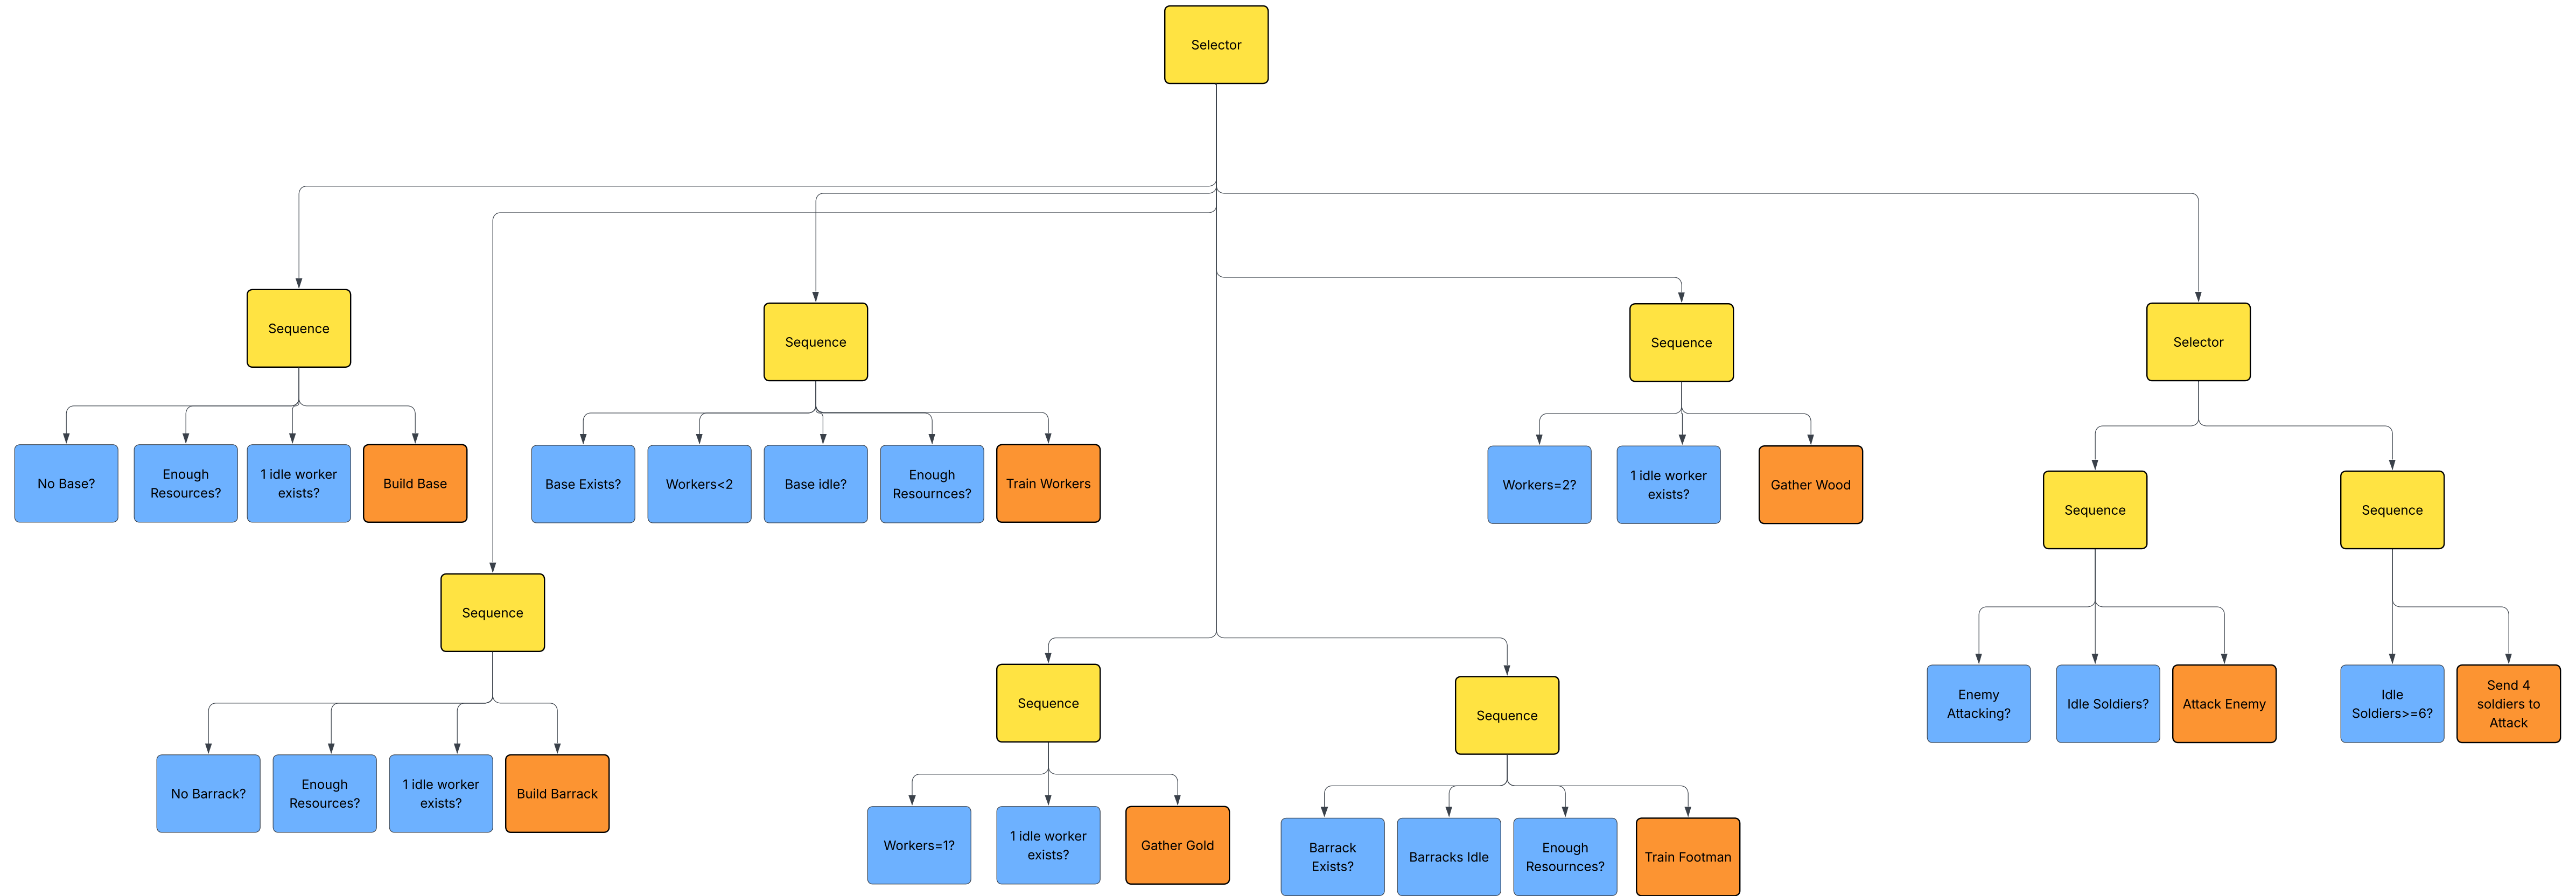 Selector
Sequence
Sequence
Sequence
Selector
No Base?
Enough
Resources?
1 idle worker
exists?
Build Base
Base Exists?
Workers<2
Base idle?
Enough
Resournces?
Train Workers
Workers=2?
1 idle worker
exists?
Gather Wood
Sequence
Sequence
Sequence
No Barrack?
Enough
Resources?
1 idle worker
exists?
Build Barrack
Sequence
Sequence
Enemy
Attacking?
Idle Soldiers?
Attack Enemy
Idle
Soldiers>=6?
Send 4
soldiers to
Attack
Workers=1?
1 idle worker
exists?
Gather Gold
Barrack
Exists?
Barracks Idle
Enough
Resournces?
Train Footman